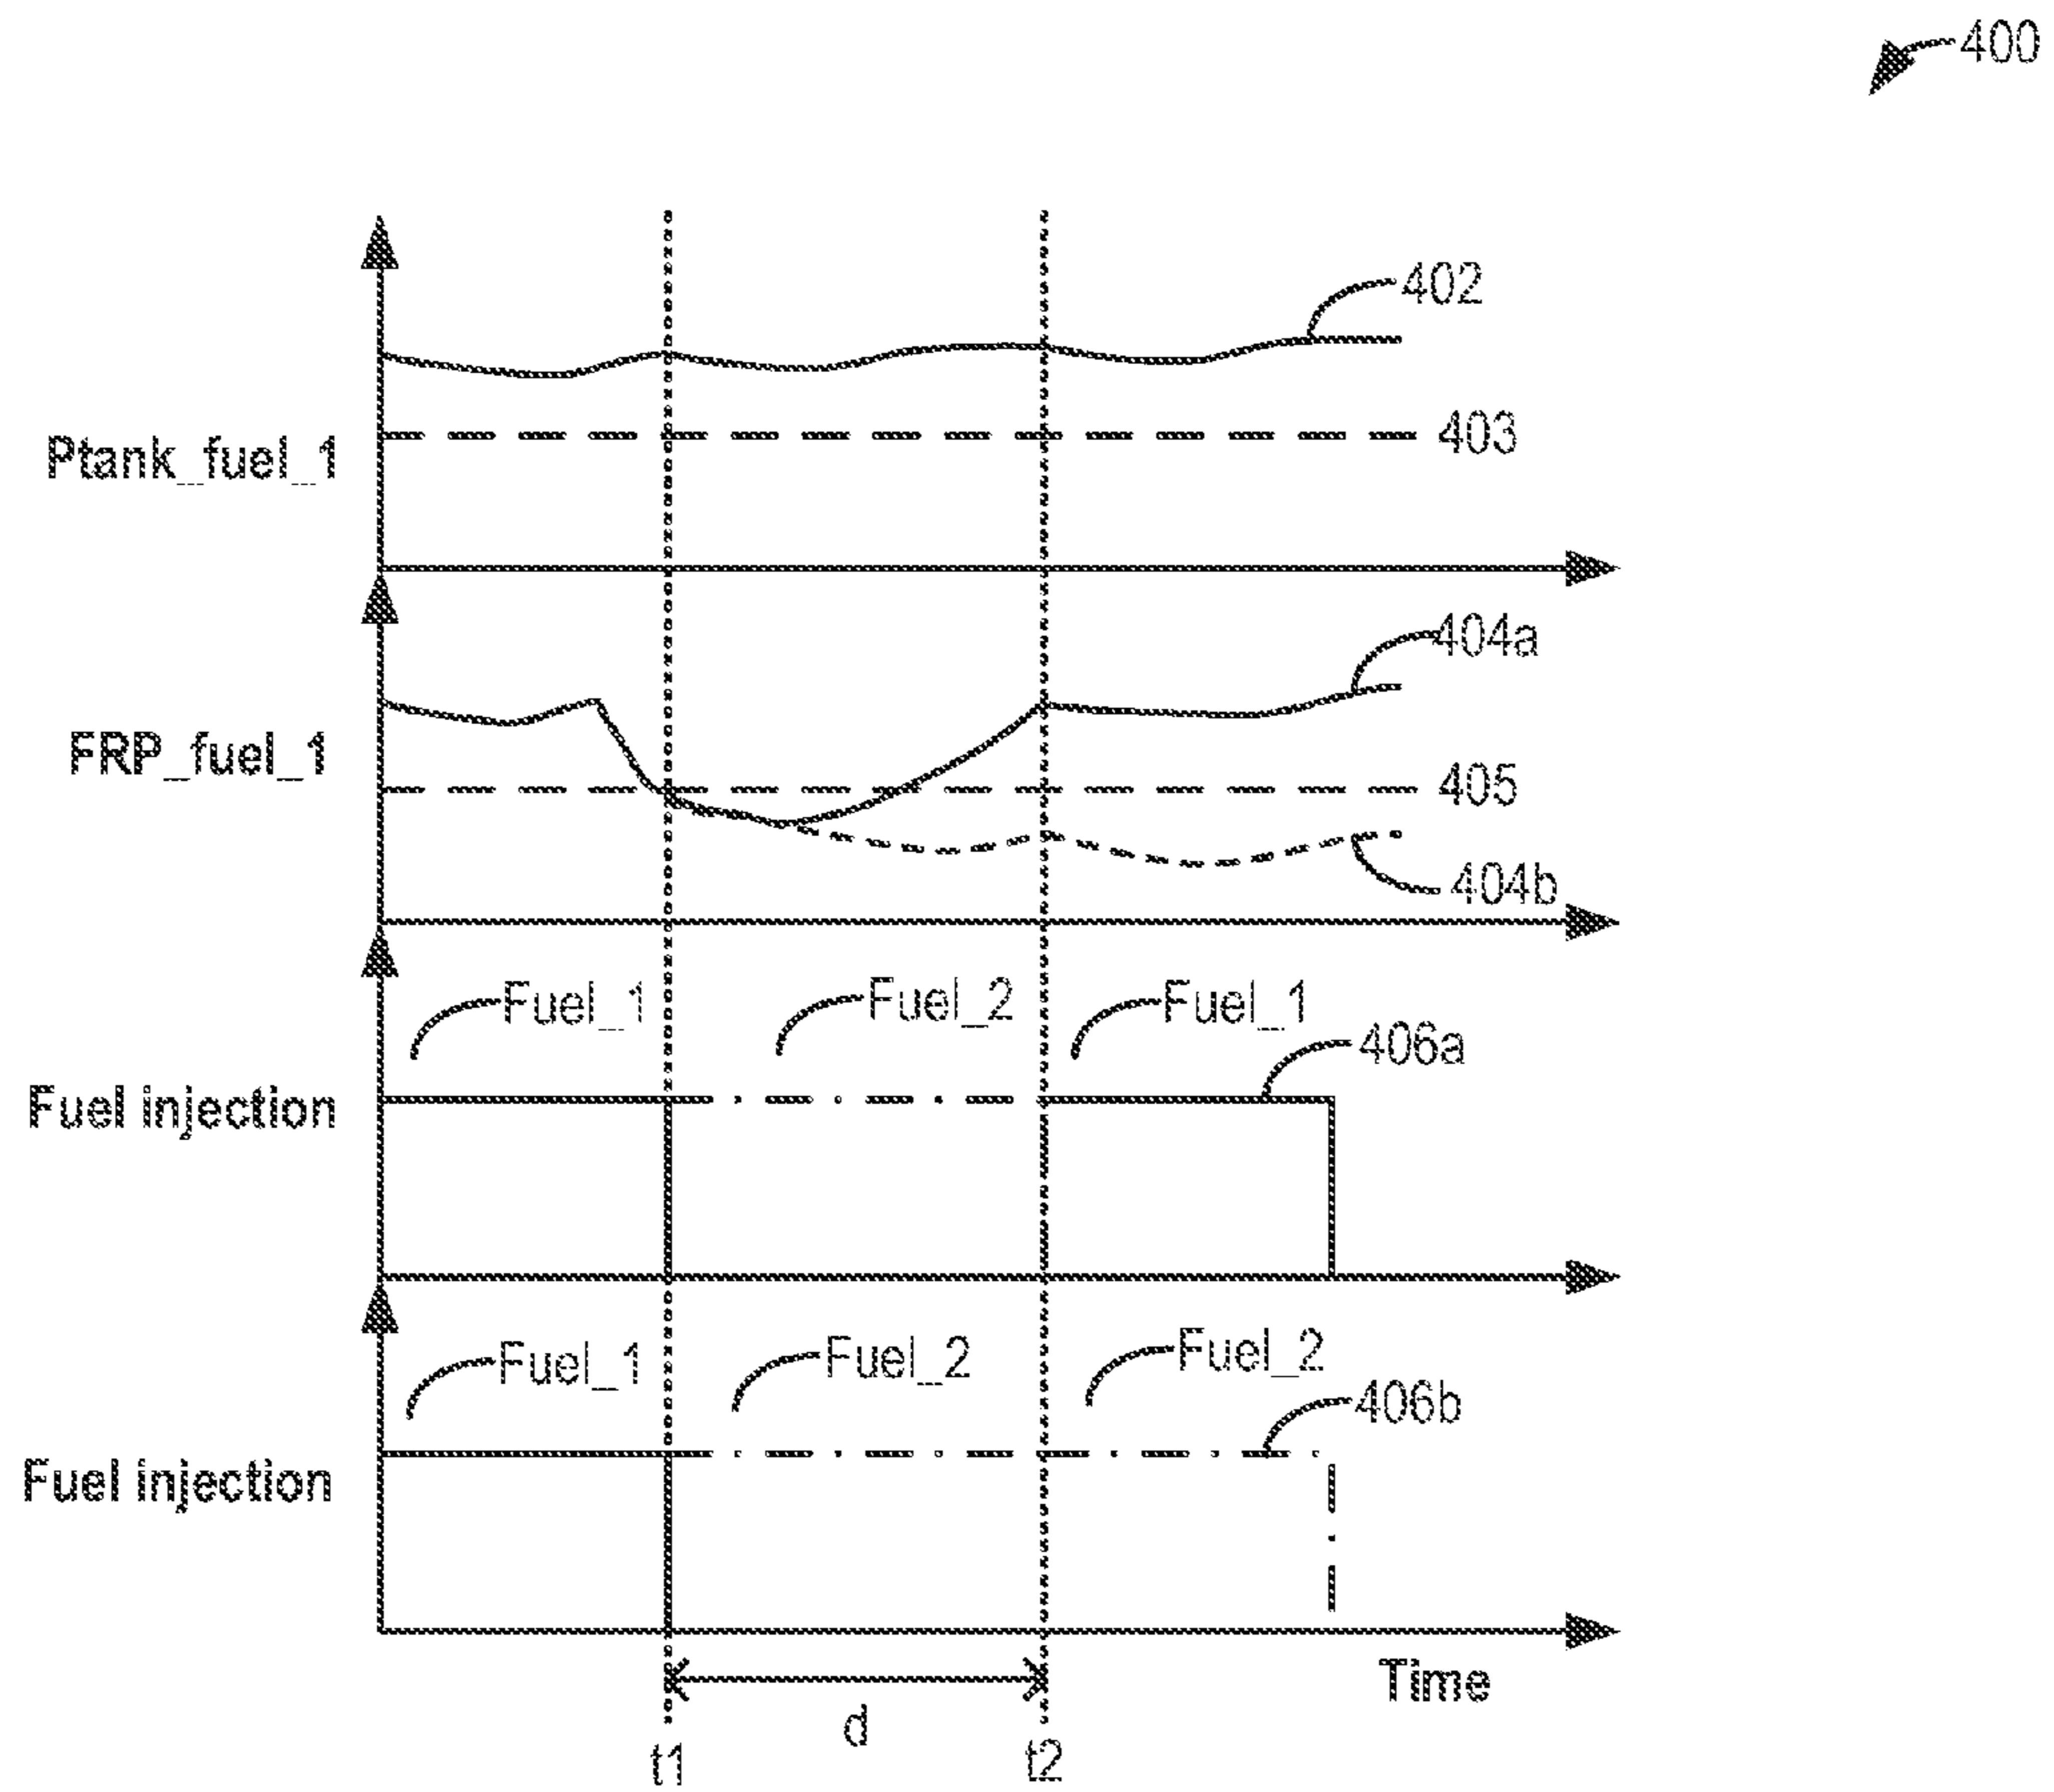 400
402
403
Ptank_fuel_1
404a
FRP_fuel_1
405
404b
Fuel_1
Fuel_2
Fuel_1
406a
Fuel injection
Fuel_1
Fuel_2
Fuel_2
406b
Fuel injection
Time
d
t1
t2